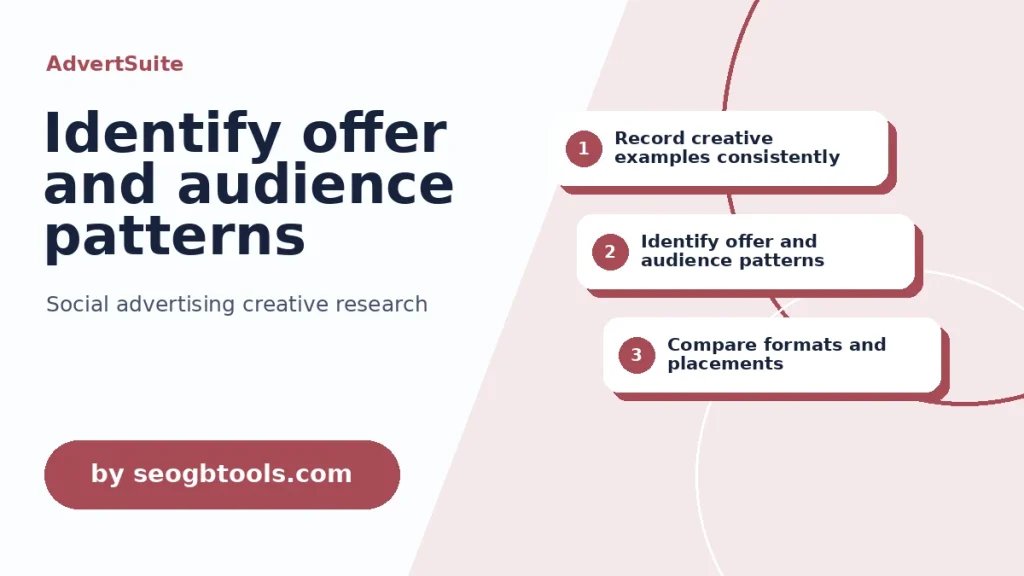 AdvertSuite
Identify offer
and audience
patterns
Social advertising creative research
by seogbtools.com
1
Record creative
examples consistently
2
Identify offer and
audience patterns
3
Compare formats and
placements